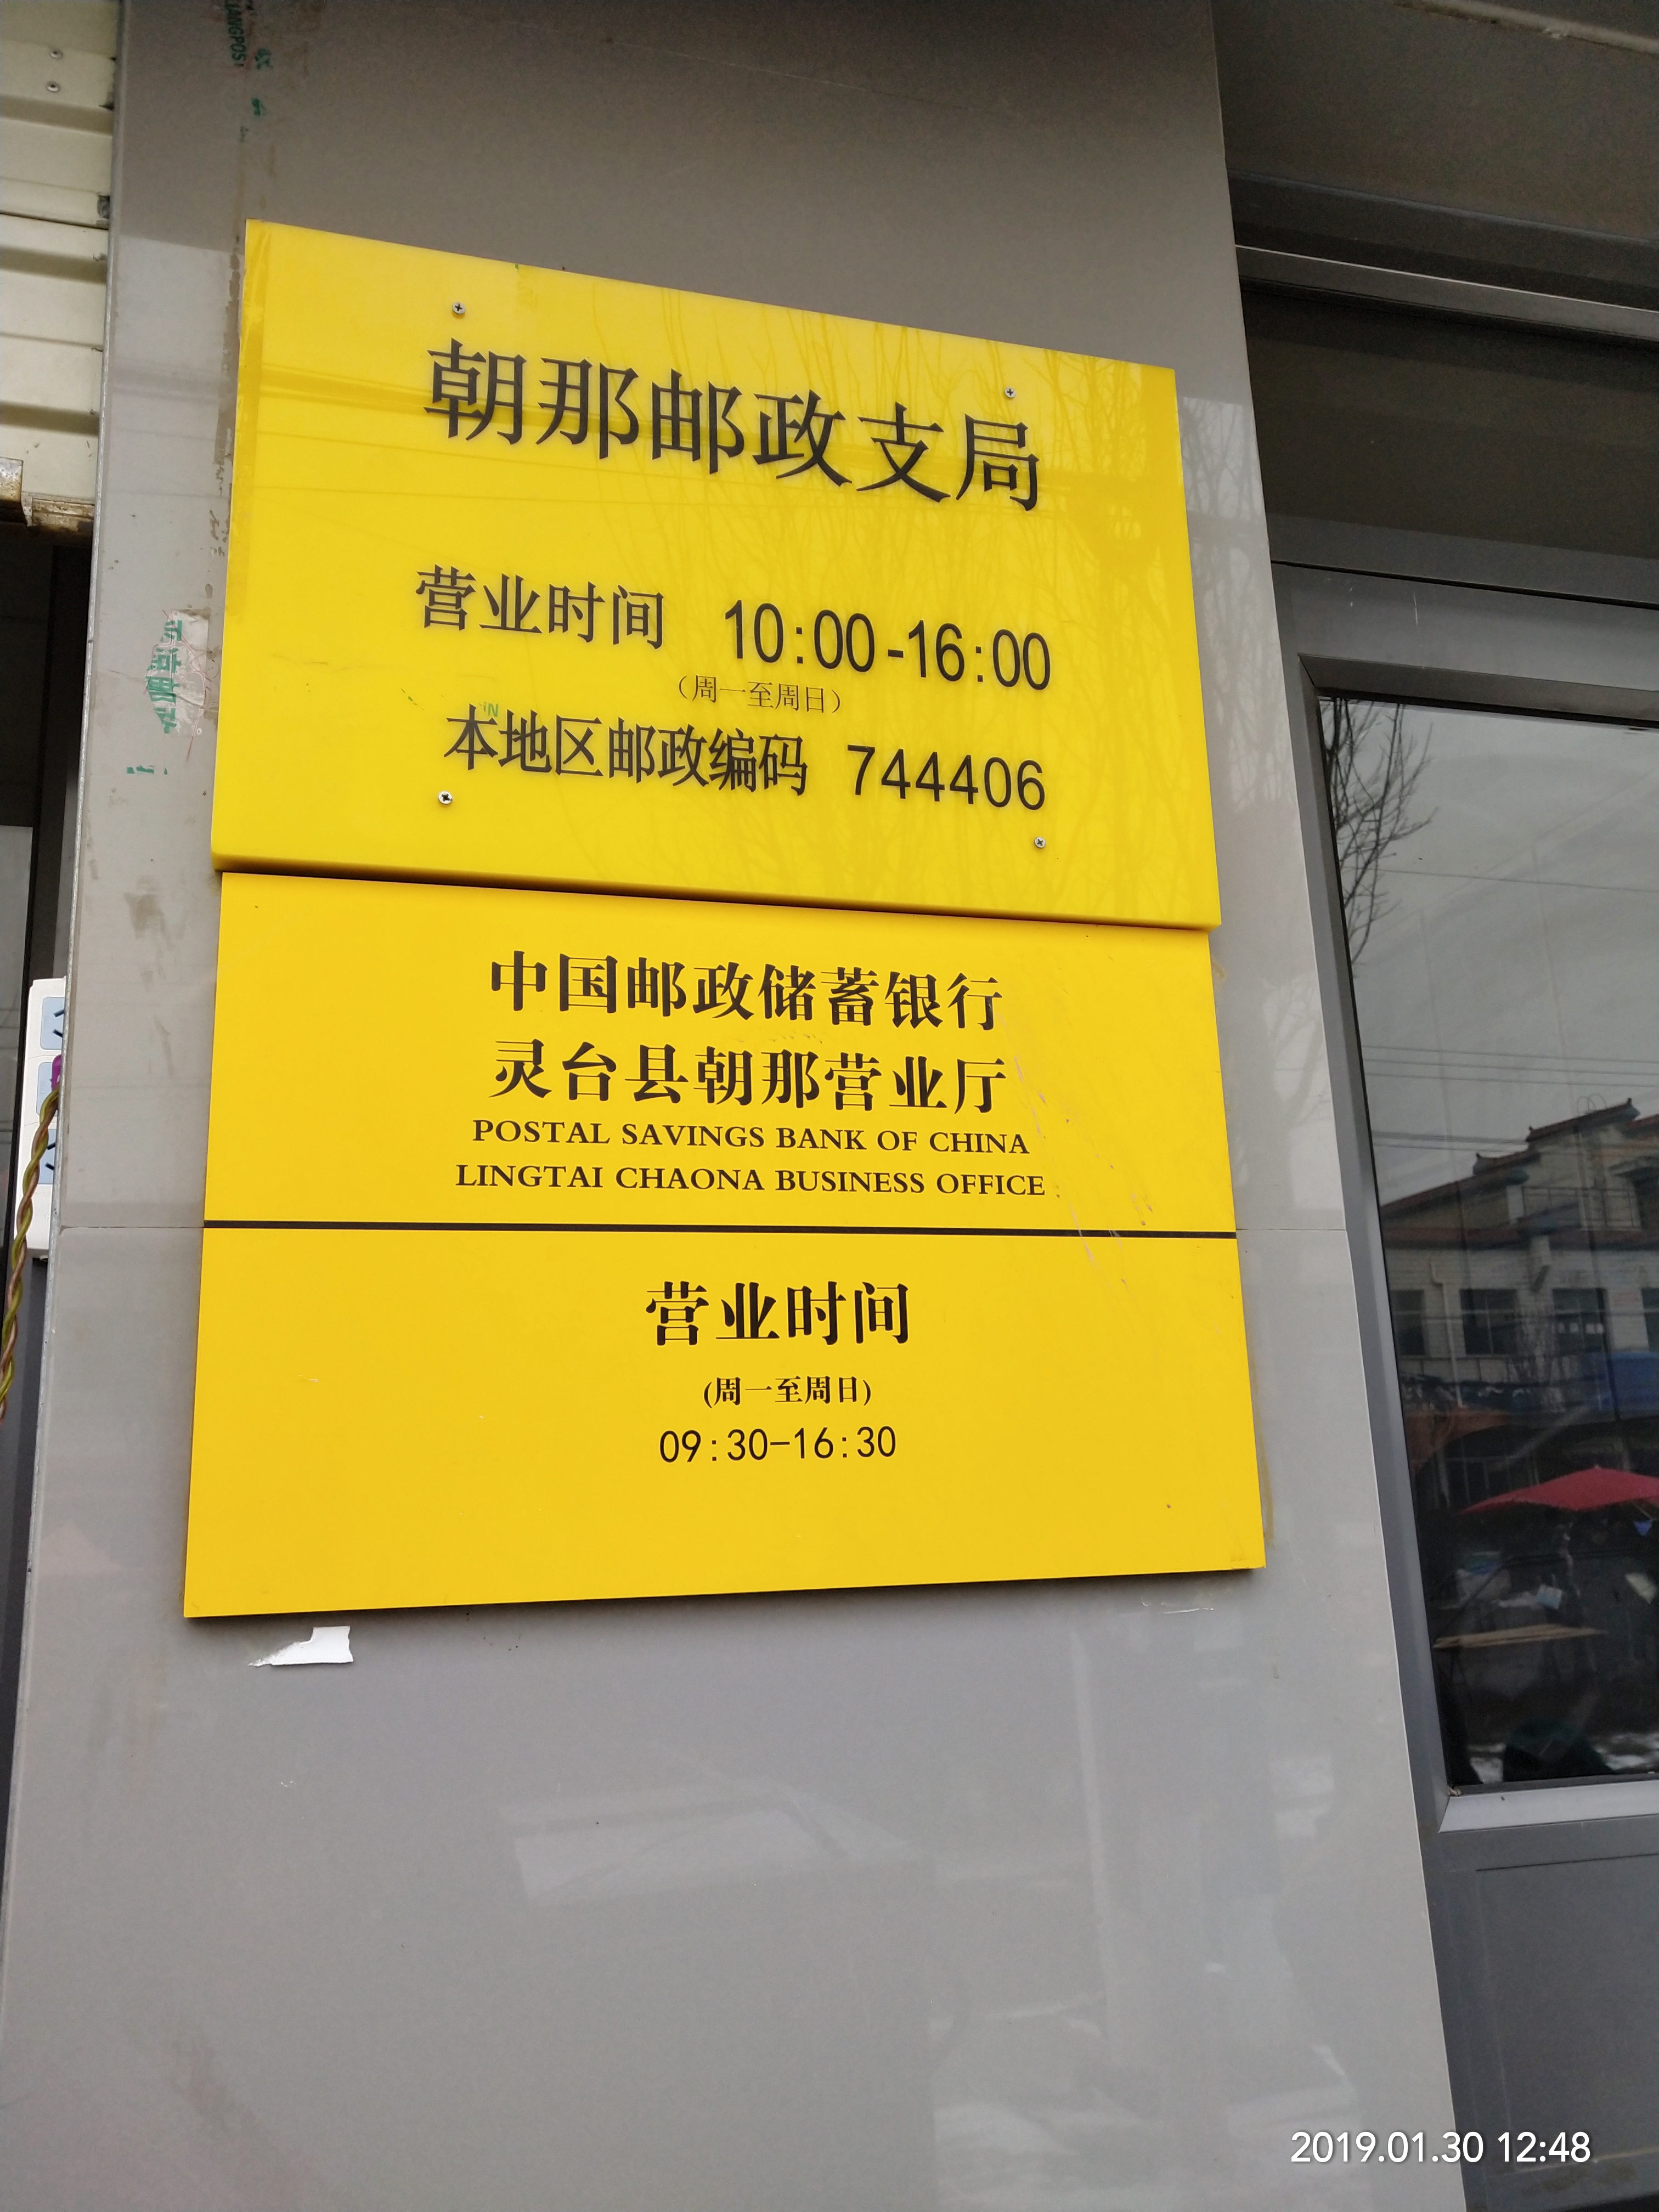 朝那邮政支局
营业时间 10:00-16:00
（周一至周日）
本地区邮政编码 744406
中国邮政储蓄银行
灵台县朝那营业厅
POSTAL SAVINGS BANK OF CHINA
LINGTAI CHAONA BUSINESS OFFICE
营业时间
(周一至周日)
09:30-16:30
2019.01.30 12:48